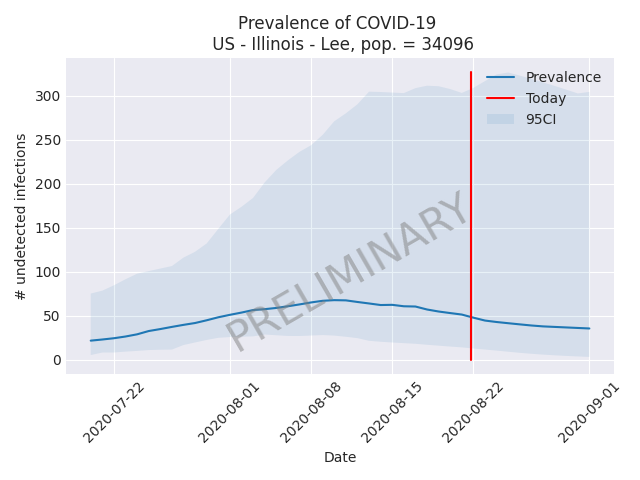 Prevalence of COVID-19
US - Illinois - Lee, pop. = 34096
Prevalence
Today
95CI
# undetected infections
300
250
200
150
100
50
0
PRELIMINARY
2020-07-22
2020-08-01
2020-08-08
2020-08-15
2020-08-22
2020-09-01
Date